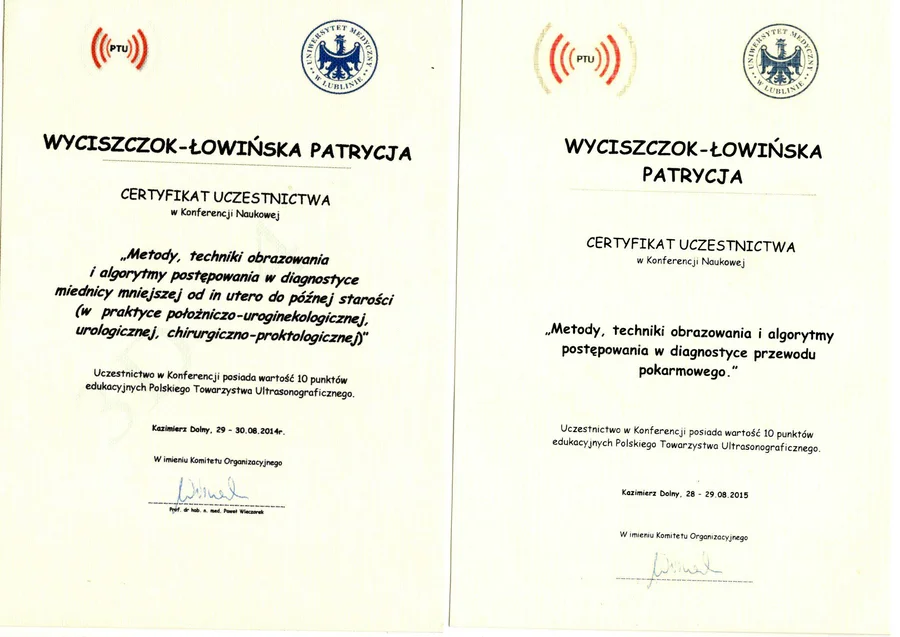 PTU
UNIWERSYTET MEDYCZNY
W LUBLINIE
WYCISZCZOK-ŁOWIŃSKA PATRYCJA
CERTYFIKAT UCZESTNICTWA
w Konferencji Naukowej
„Metody, techniki obrazowania
i algorytmy postępowania w diagnostyce
miednicy mniejszej od in utero do późnej starości
(w praktyce położniczo-uroginekologicznej,
urologicznej, chirurgiczno-proktologicznej)"
Uczestnictwo w Konferencji posiada wartość 10 punktów
edukacyjnych Polskiego Towarzystwa Ultrasonograficznego.
Kazimierz Dolny, 29 - 30.08.2014r.
W imieniu Komitetu Organizacyjnego
Prof. dr hab. n. med. Paweł Wieczorek
PTU
UNIWERSYTET MEDYCZNY
W LUBLINIE
WYCISZCZOK-ŁOWIŃSKA
PATRYCJA
CERTYFIKAT UCZESTNICTWA
w Konferencji Naukowej
„Metody, techniki obrazowania i algorytmy
postępowania w diagnostyce przewodu
pokarmowego."
Uczestnictwo w Konferencji posiada wartość 10 punktów
edukacyjnych Polskiego Towarzystwa Ultrasonograficznego.
Kazimierz Dolny, 28 - 29.08.2015
W imieniu Komitetu Organizacyjnego